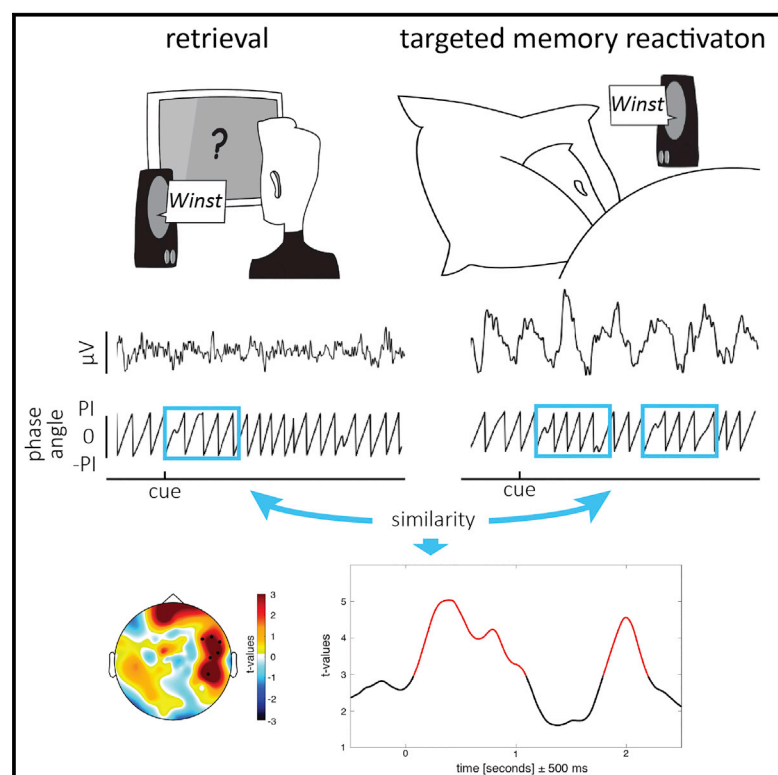 retrieval
targeted memory reactivaton
?
Winst
Winst
µV
phase
angle
PI
0
-PI
cue
cue
similarity
3
2
1
0
-1
-2
-3
t-values
5
4
3
2
1
t-values
0
1
2
time [seconds] ± 500 ms